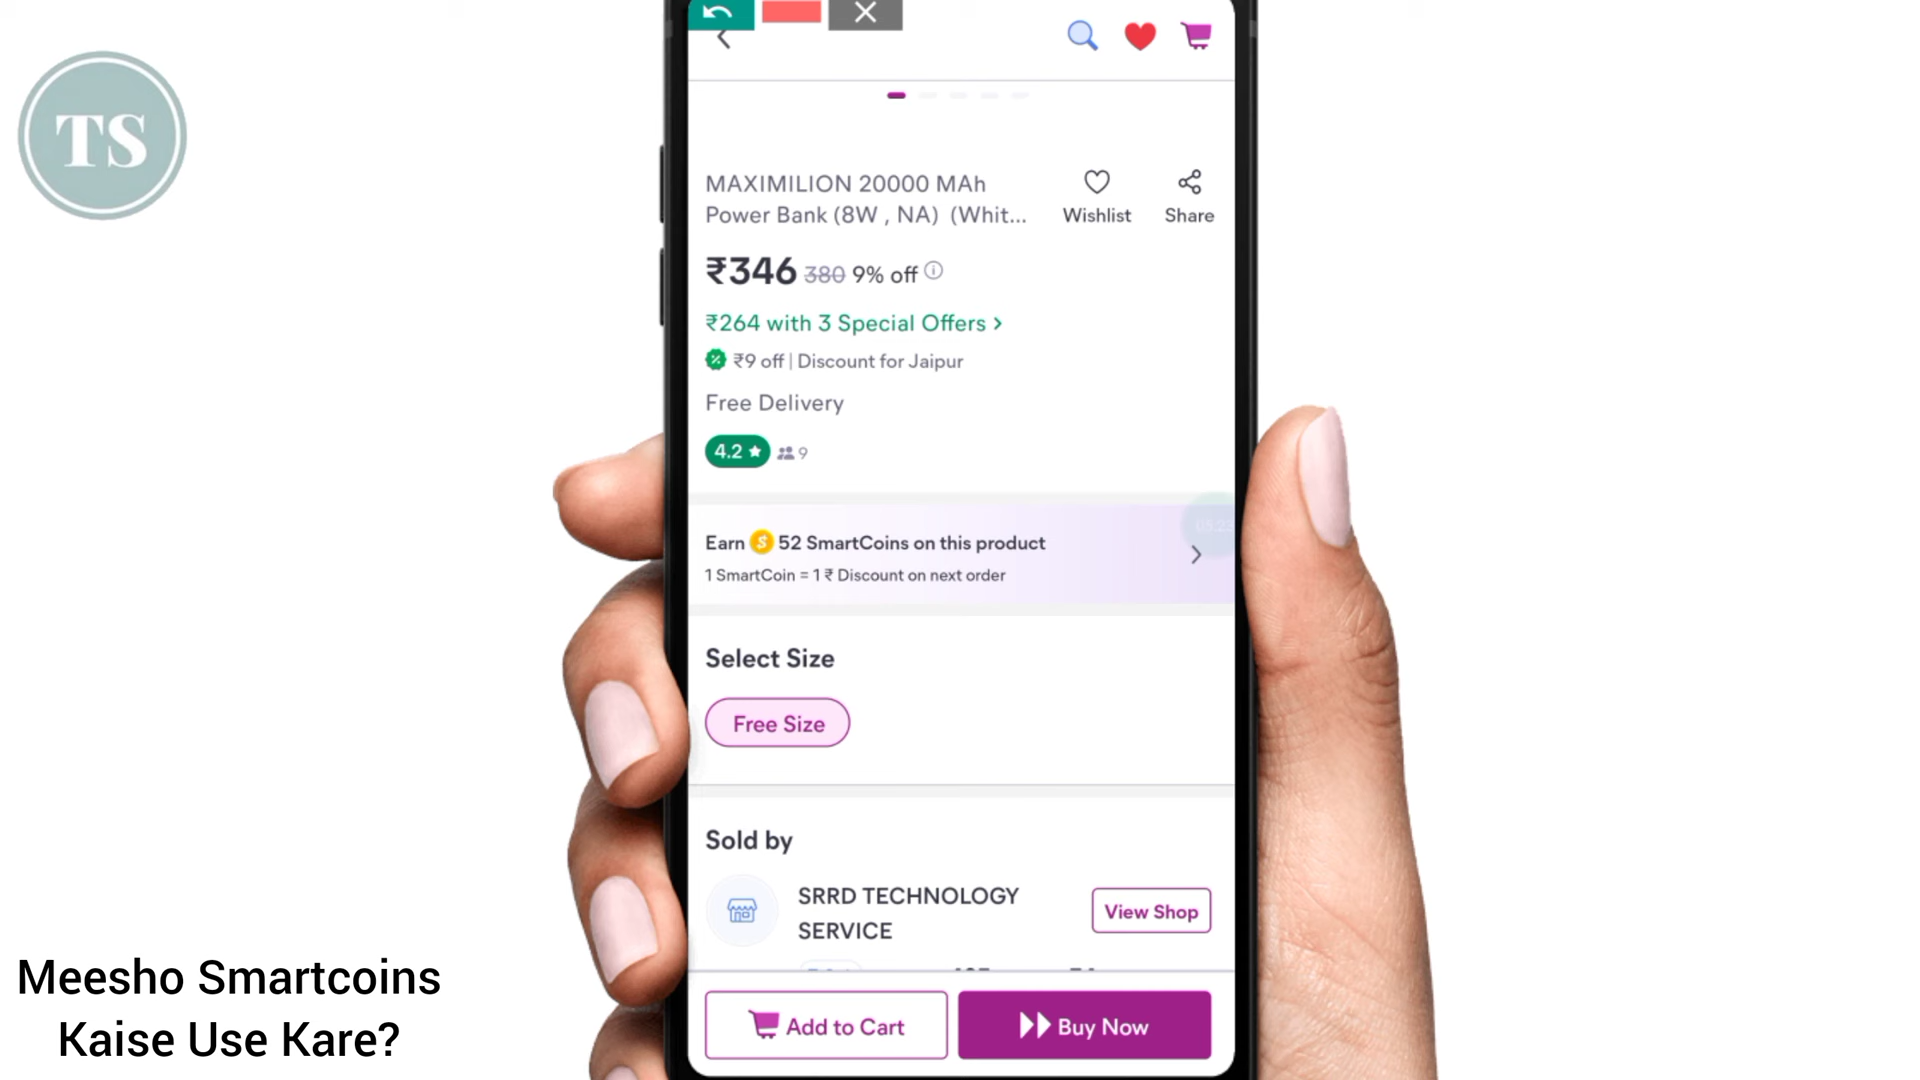 TS
MAXIMILION 20000 MAh
Power Bank (8W , NA) (Whit...
Wishlist
Share
₹346 380 9% off
₹264 with 3 Special Offers >
₹9 off | Discount for Jaipur
Free Delivery
4.2 ★ 9
05:23
Earn 52 SmartCoins on this product
1 SmartCoin = 1 ₹ Discount on next order
Select Size
Free Size
Sold by
SRRD TECHNOLOGY
SERVICE
View Shop
Add to Cart
Buy Now
Meesho Smartcoins
Kaise Use Kare?